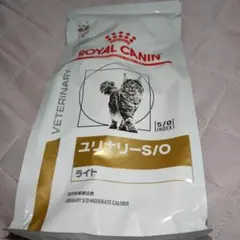 ROYAL CANIN
VETERINARY
S/O
INDEX
ユリナリーS/O
ライト
URINARY S/O MODERATE CALORIE